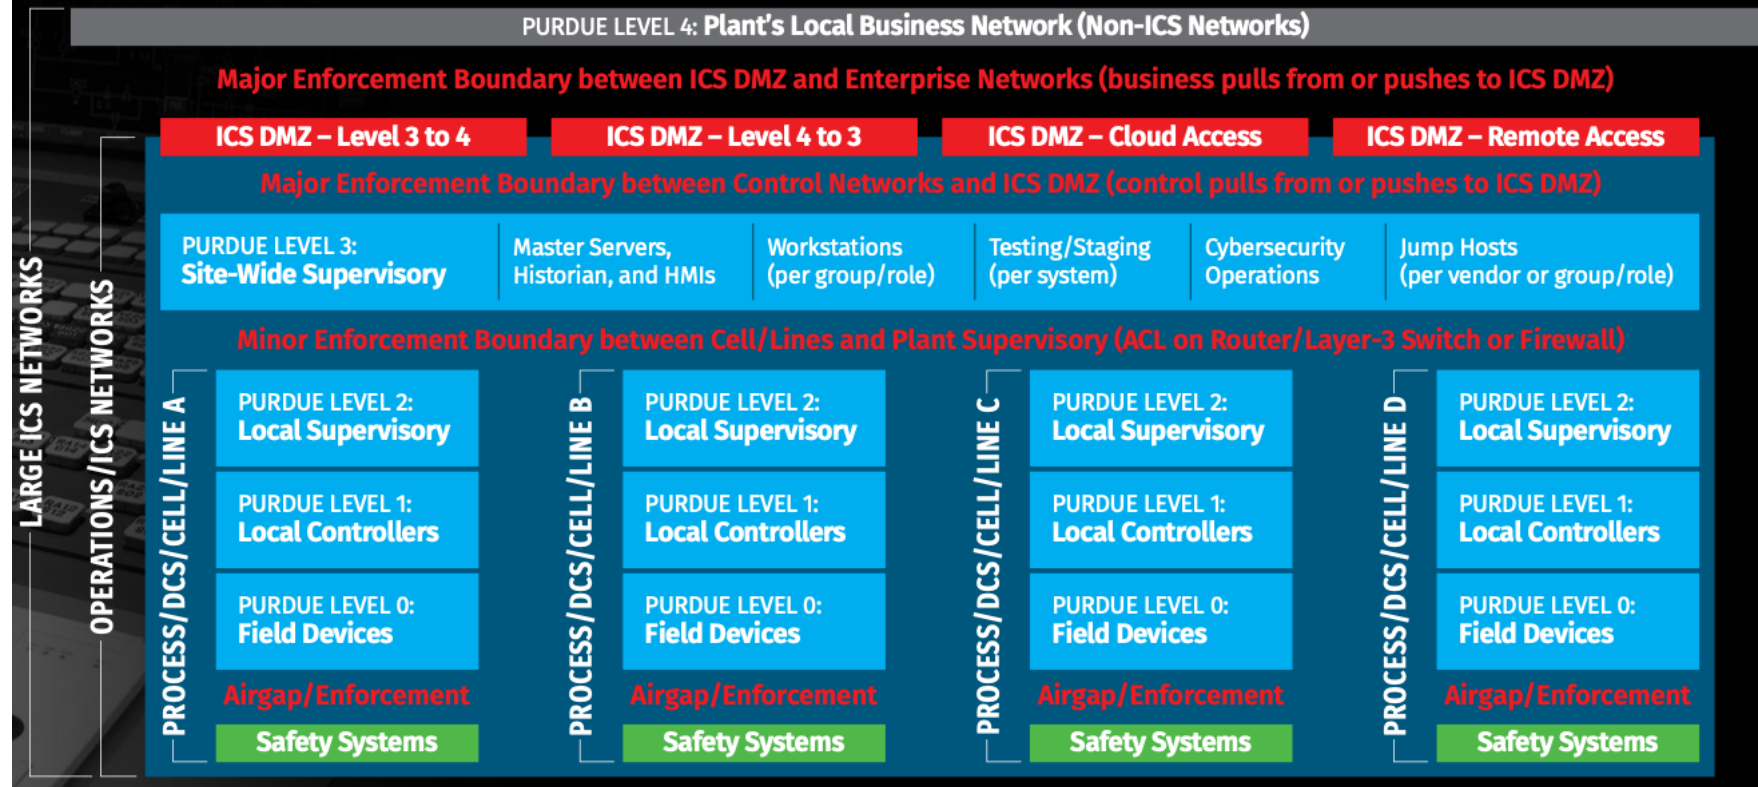 PURDUE LEVEL 4: Plant's Local Business Network (Non-ICS Networks)
Major Enforcement Boundary between ICS DMZ and Enterprise Networks (business pulls from or pushes to ICS DMZ)
ICS DMZ – Level 3 to 4
ICS DMZ – Level 4 to 3
ICS DMZ – Cloud Access
ICS DMZ – Remote Access
Major Enforcement Boundary between Control Networks and ICS DMZ (control pulls from or pushes to ICS DMZ)
PURDUE LEVEL 3:
Site-Wide Supervisory
Master Servers,
Historian, and HMIs
Workstations
(per group/role)
Testing/Staging
(per system)
Cybersecurity
Operations
Jump Hosts
(per vendor or group/role)
Minor Enforcement Boundary between Cell/Lines and Plant Supervisory (ACL on Router/Layer-3 Switch or Firewall)
LARGE ICS NETWORKS
OPERATIONS/ICS NETWORKS
PROCESS/DCS/CELL/LINE A
PURDUE LEVEL 2:
Local Supervisory
PURDUE LEVEL 1:
Local Controllers
PURDUE LEVEL 0:
Field Devices
Airgap/Enforcement
Safety Systems
PROCESS/DCS/CELL/LINE B
PURDUE LEVEL 2:
Local Supervisory
PURDUE LEVEL 1:
Local Controllers
PURDUE LEVEL 0:
Field Devices
Airgap/Enforcement
Safety Systems
PROCESS/DCS/CELL/LINE C
PURDUE LEVEL 2:
Local Supervisory
PURDUE LEVEL 1:
Local Controllers
PURDUE LEVEL 0:
Field Devices
Airgap/Enforcement
Safety Systems
PROCESS/DCS/CELL/LINE D
PURDUE LEVEL 2:
Local Supervisory
PURDUE LEVEL 1:
Local Controllers
PURDUE LEVEL 0:
Field Devices
Airgap/Enforcement
Safety Systems